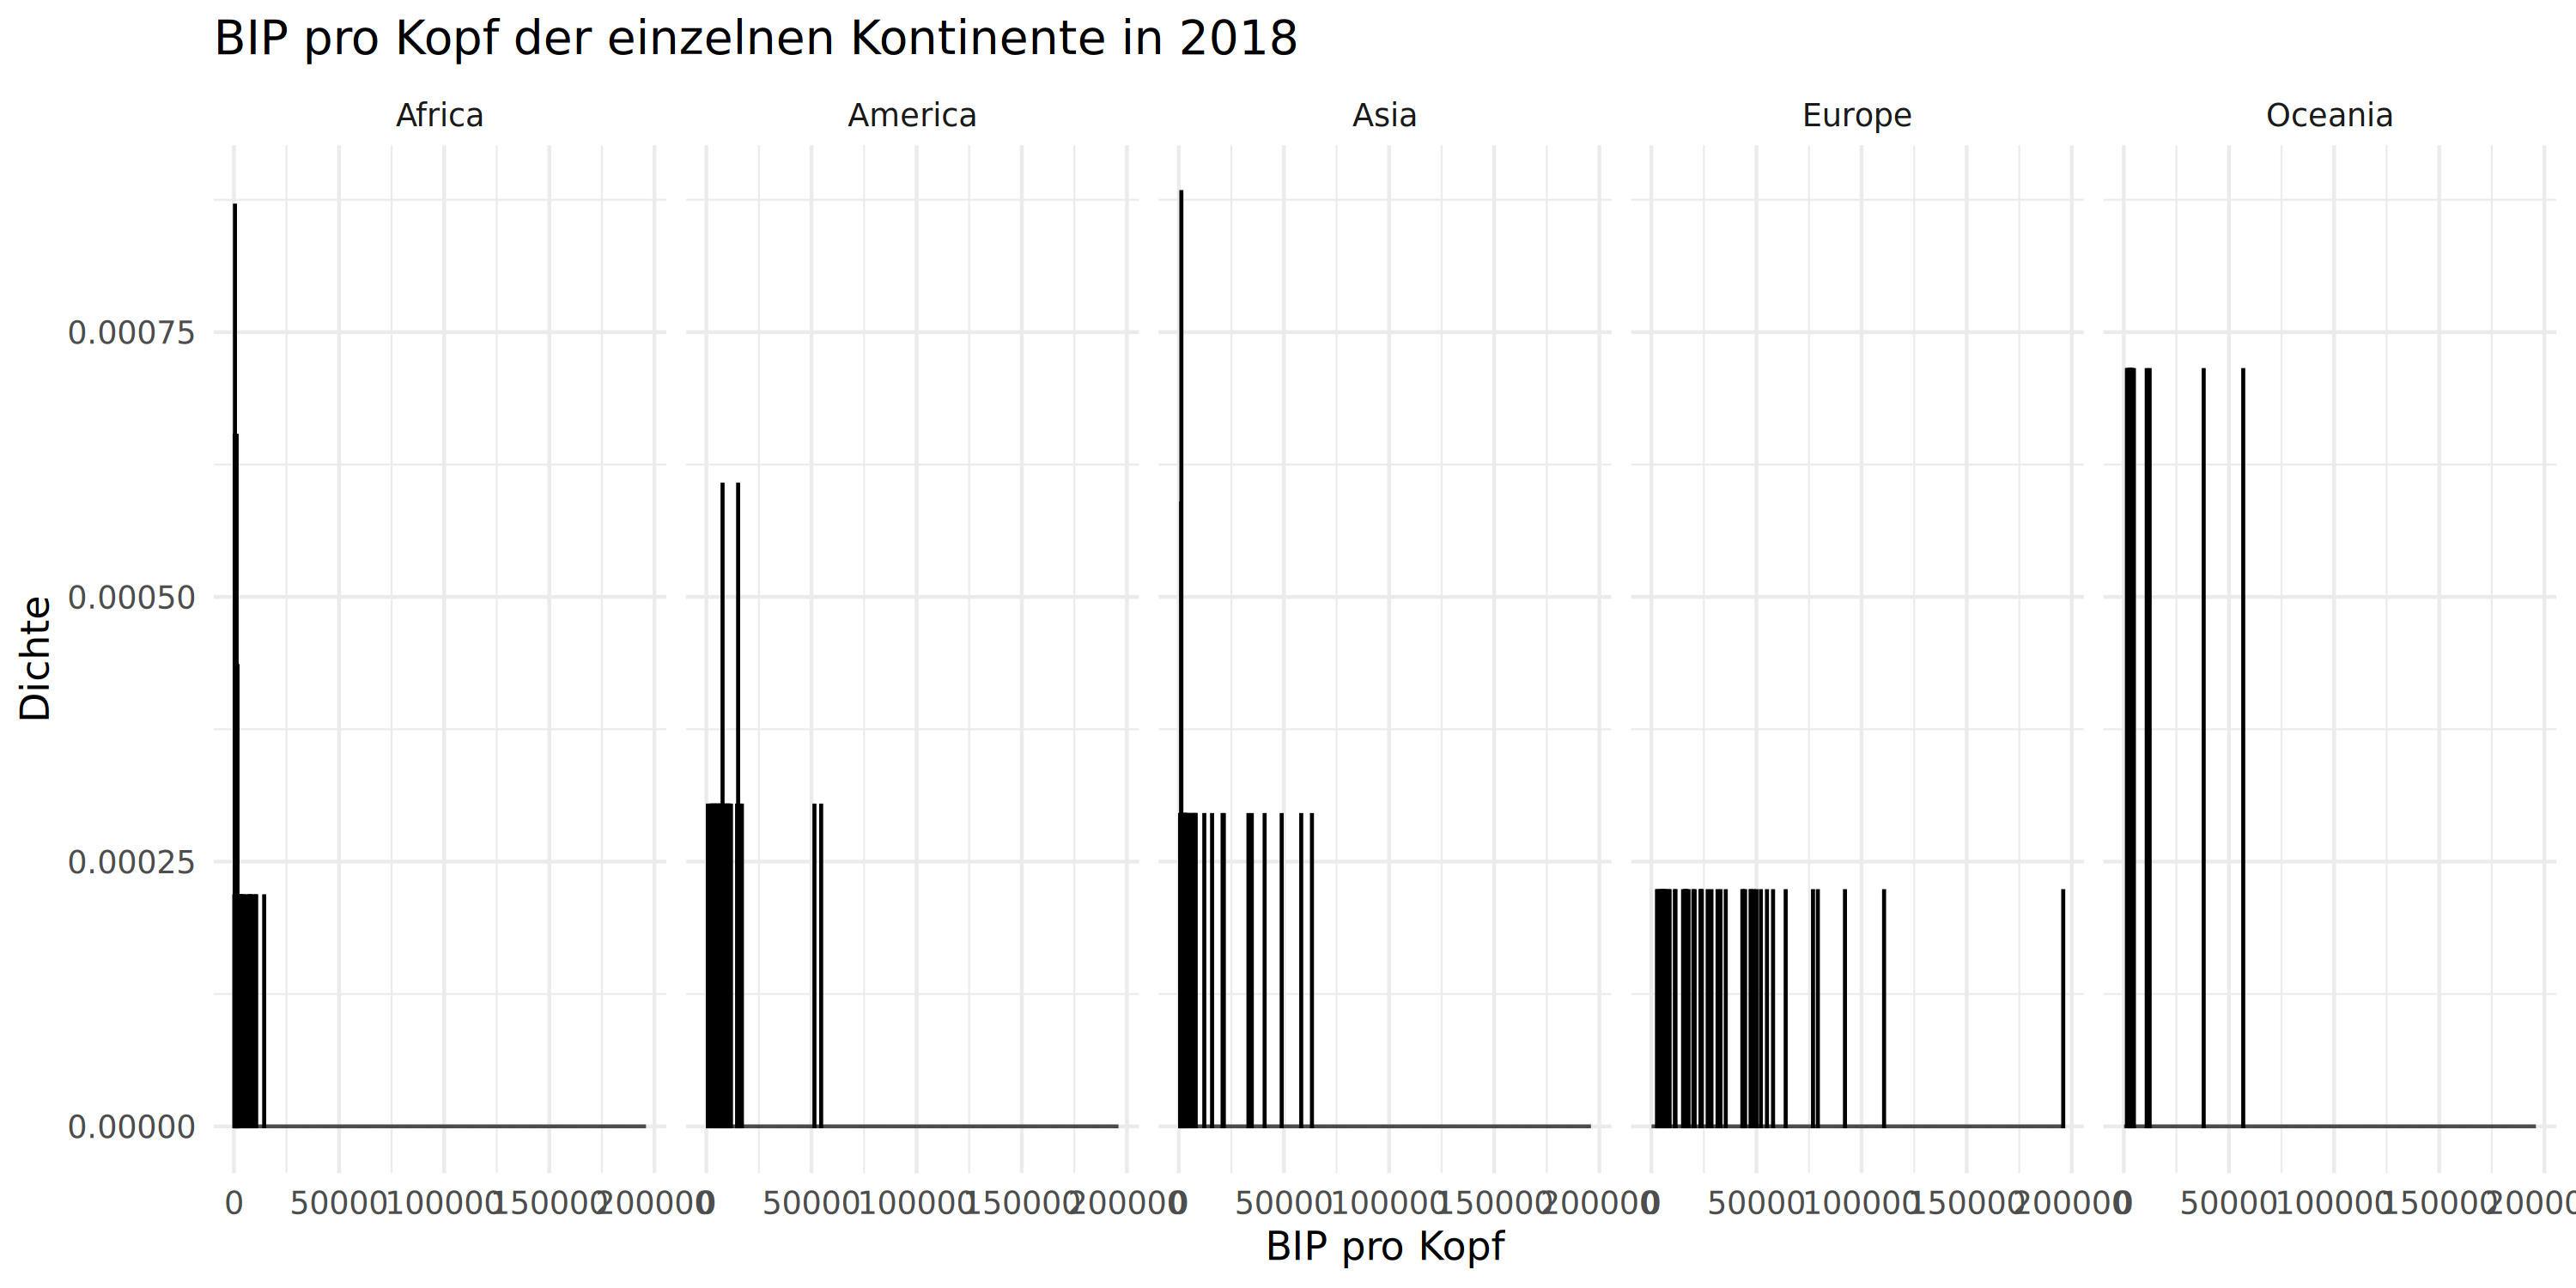 BIP pro Kopf der einzelnen Kontinente in 2018
Africa America Asia Europe Oceania
0.00075
0.00050
0.00025
0.00000
Dichte
0 50000 100000 150000 200000 0 50000 100000 150000 200000 0 50000 100000 150000 200000 0 50000 100000 150000 200000 0 50000 100000 150000 20000
BIP pro Kopf